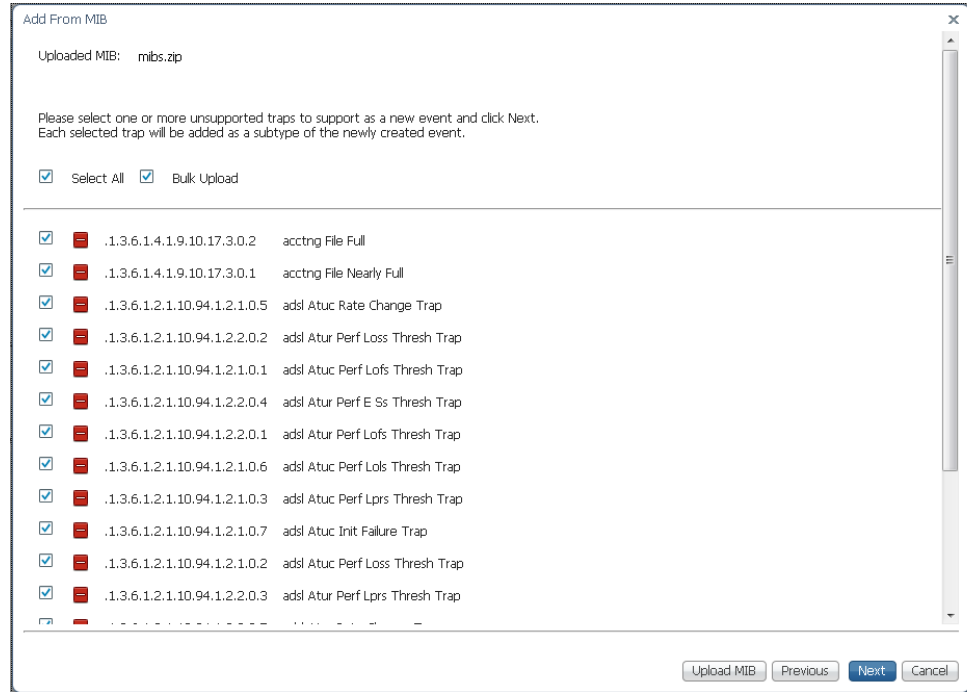 Add From MIB
Uploaded MIB: mibs.zip
Please select one or more unsupported traps to support as a new event and click Next.
Each selected trap will be added as a subtype of the newly created event.
Select All Bulk Upload
.1.3.6.1.4.1.9.10.17.3.0.2 acctng File Full
.1.3.6.1.4.1.9.10.17.3.0.1 acctng File Nearly Full
.1.3.6.1.2.1.10.94.1.2.1.0.5 adsl Atuc Rate Change Trap
.1.3.6.1.2.1.10.94.1.2.2.0.2 adsl Atur Perf Loss Thresh Trap
.1.3.6.1.2.1.10.94.1.2.1.0.1 adsl Atuc Perf Lofs Thresh Trap
.1.3.6.1.2.1.10.94.1.2.2.0.4 adsl Atur Perf E Ss Thresh Trap
.1.3.6.1.2.1.10.94.1.2.2.0.1 adsl Atur Perf Lofs Thresh Trap
.1.3.6.1.2.1.10.94.1.2.1.0.6 adsl Atuc Perf Lols Thresh Trap
.1.3.6.1.2.1.10.94.1.2.1.0.3 adsl Atuc Perf Lprs Thresh Trap
.1.3.6.1.2.1.10.94.1.2.1.0.7 adsl Atuc Init Failure Trap
.1.3.6.1.2.1.10.94.1.2.1.0.2 adsl Atuc Perf Loss Thresh Trap
.1.3.6.1.2.1.10.94.1.2.2.0.3 adsl Atur Perf Lprs Thresh Trap
Upload MIB Previous Next Cancel